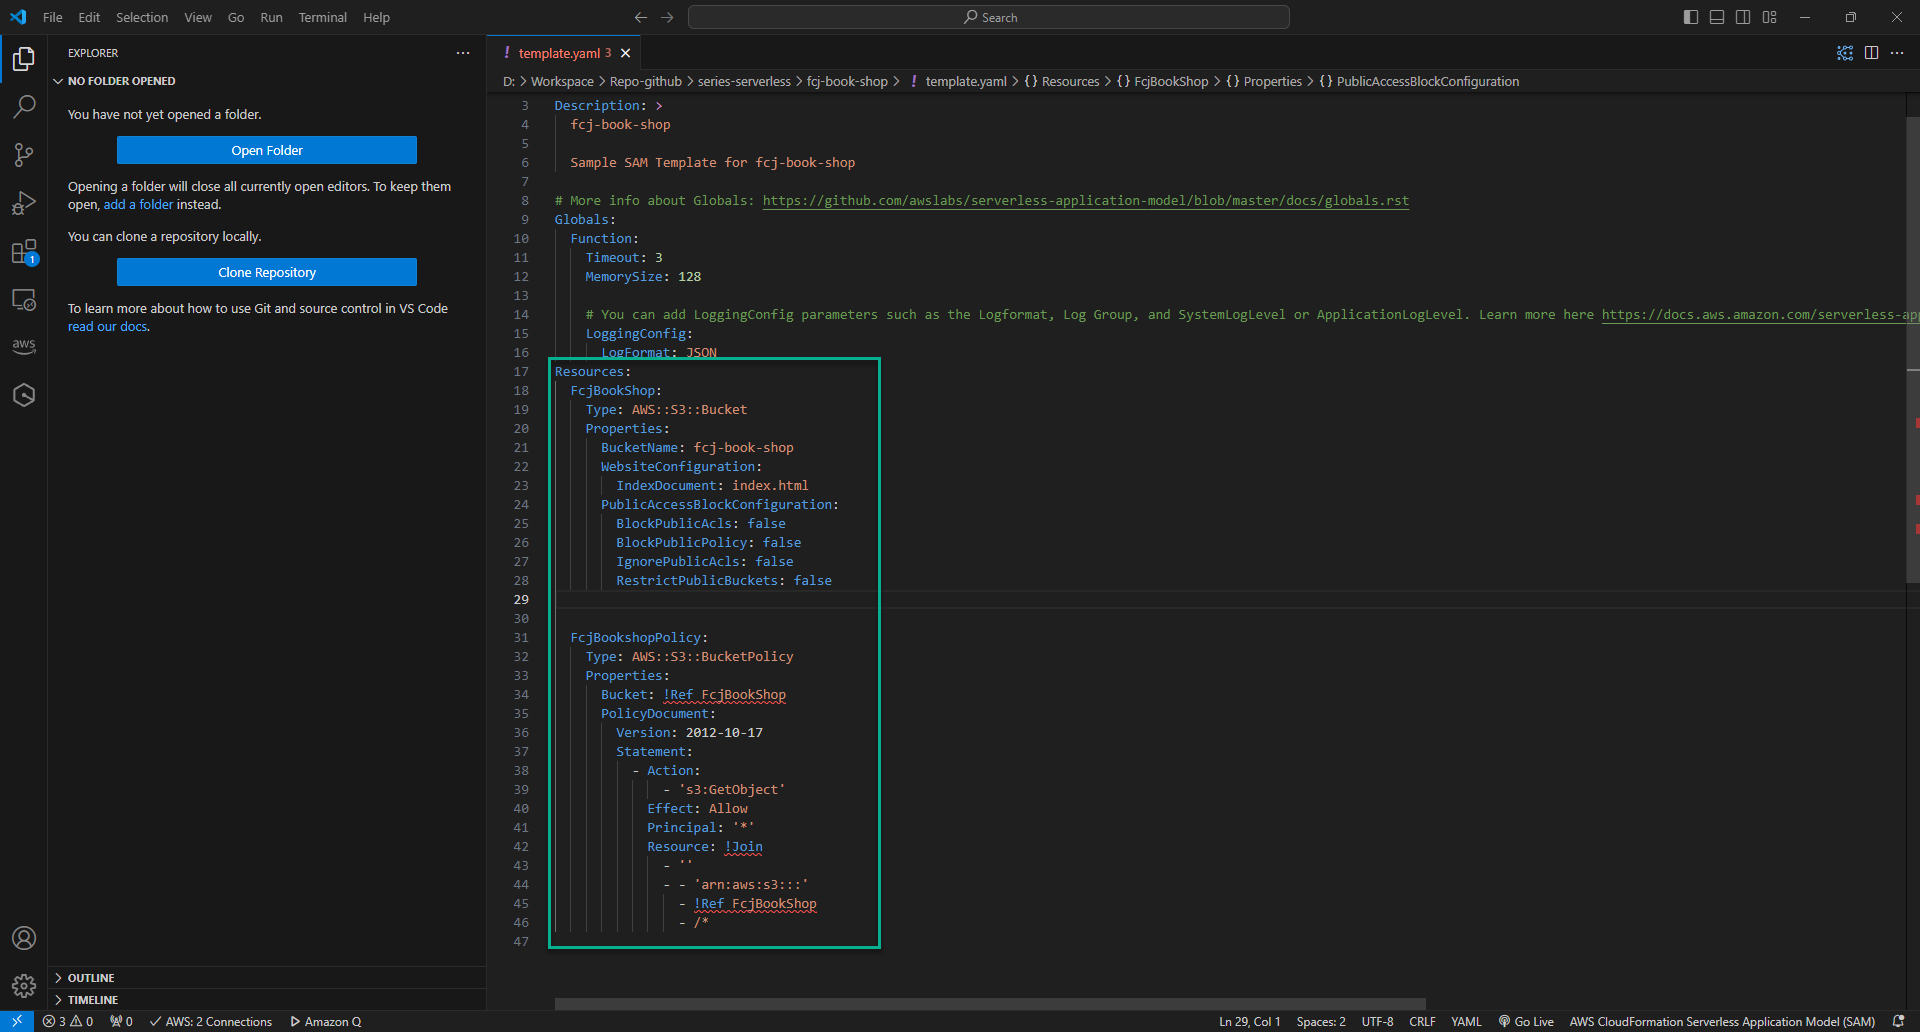 File Edit Selection View Go Run Terminal Help
Search
EXPLORER
NO FOLDER OPENED
You have not yet opened a folder.
Open Folder
Opening a folder will close all currently open editors. To keep them
open, add a folder instead.
You can clone a repository locally.
Clone Repository
To learn more about how to use Git and source control in VS Code
read our docs.
1
aws
OUTLINE
TIMELINE
! template.yaml 3
D: > Workspace > Repo-github > series-serverless > fcj-book-shop > ! template.yaml > {} Resources > {} FcjBookShop > {} Properties > {} PublicAccessBlockConfiguration
3 Description: >
4 fcj-book-shop
5
6 Sample SAM Template for fcj-book-shop
7
8 # More info about Globals: https://github.com/awslabs/serverless-application-model/blob/master/docs/globals.rst
9 Globals:
10 Function:
11 Timeout: 3
12 MemorySize: 128
13
14 # You can add LoggingConfig parameters such as the Logformat, Log Group, and SystemLogLevel or ApplicationLogLevel. Learn more here https://docs.aws.amazon.com/serverless-ap
15 LoggingConfig:
16 LogFormat: JSON
17 Resources:
18 FcjBookShop:
19 Type: AWS::S3::Bucket
20 Properties:
21 BucketName: fcj-book-shop
22 WebsiteConfiguration:
23 IndexDocument: index.html
24 PublicAccessBlockConfiguration:
25 BlockPublicAcls: false
26 BlockPublicPolicy: false
27 IgnorePublicAcls: false
28 RestrictPublicBuckets: false
29
30
31 FcjBookshopPolicy:
32 Type: AWS::S3::BucketPolicy
33 Properties:
34 Bucket: !Ref FcjBookShop
35 PolicyDocument:
36 Version: 2012-10-17
37 Statement:
38 - Action:
39 - 's3:GetObject'
40 Effect: Allow
41 Principal: '*'
42 Resource: !Join
43 - ''
44 - - 'arn:aws:s3:::'
45 - !Ref FcjBookShop
46 - /*
47
3 0 0 AWS: 2 Connections Amazon Q Ln 29, Col 1 Spaces: 2 UTF-8 CRLF YAML Go Live AWS CloudFormation Serverless Application Model (SAM)